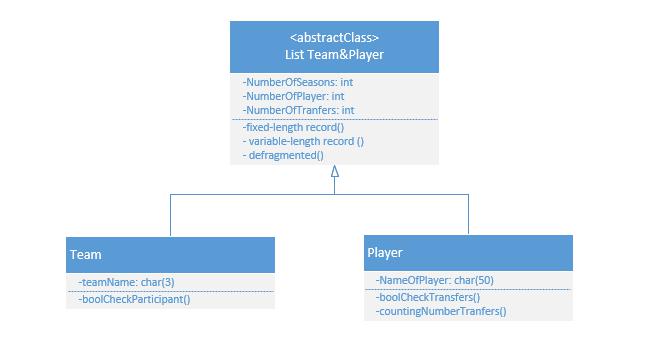 <abstractClass>
List Team&Player
-NumberOfSeasons: int
-NumberOfPlayer: int
-NumberOfTranfers: int
-fixed-length record()
- variable-length record ()
- defragmented()
Team
-teamName: char(3)
-boolCheckParticipant()
Player
-NameOfPlayer: char(50)
-boolCheckTransfers()
-countingNumberTranfers()